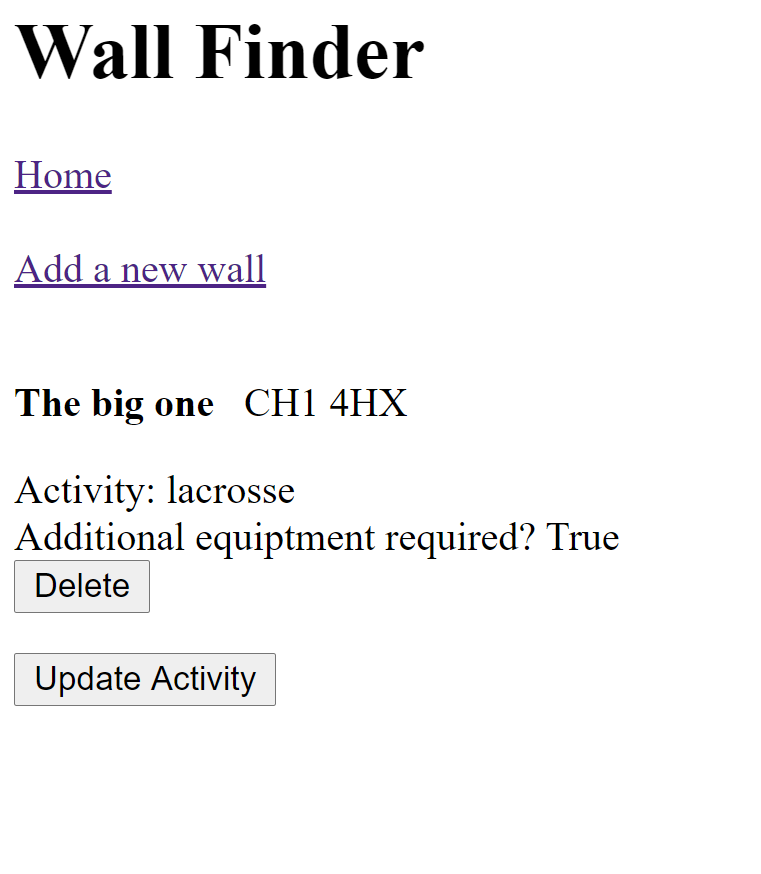 Wall Finder
Home
Add a new wall
The big one CH1 4HX
Activity: lacrosse
Additional equiptment required? True
Delete
Update Activity